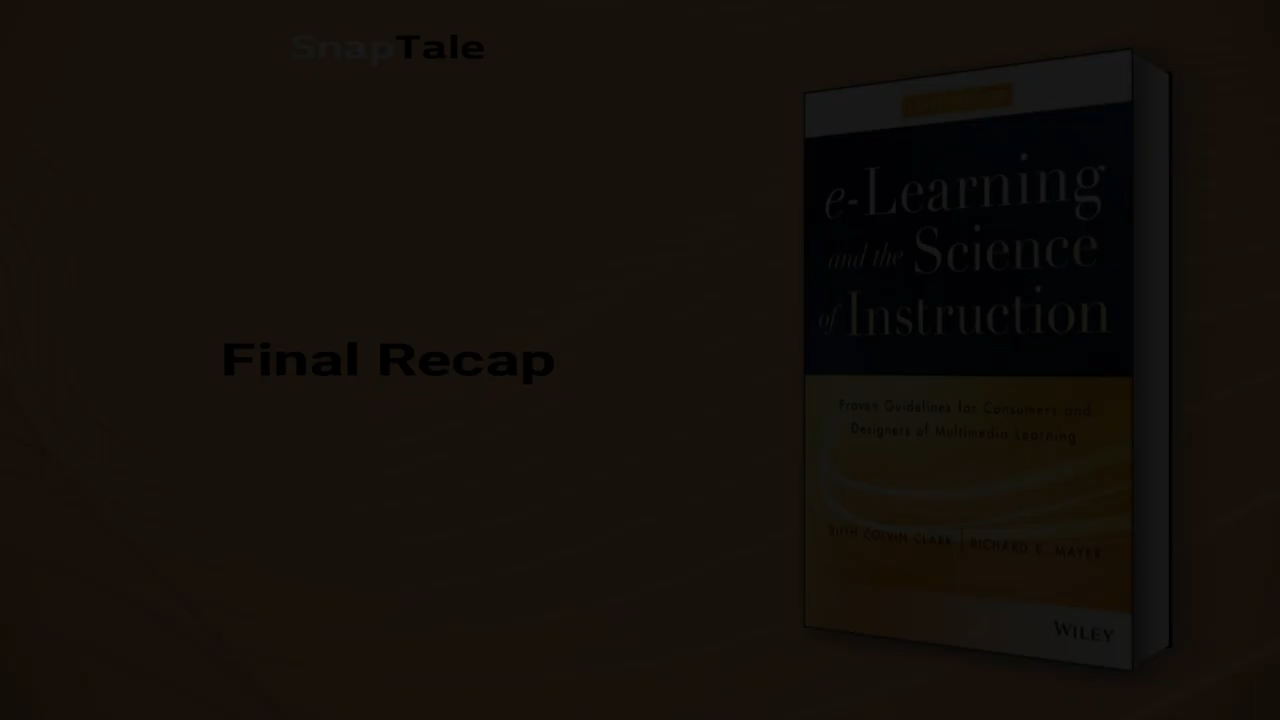 SnapTale
Final Recap
e-Learning
and the Science
of Instruction
Proven Guidelines for Consumers and
Designers of Multimedia Learning
RUTH COLVIN CLARK | RICHARD E. MAYER
WILEY